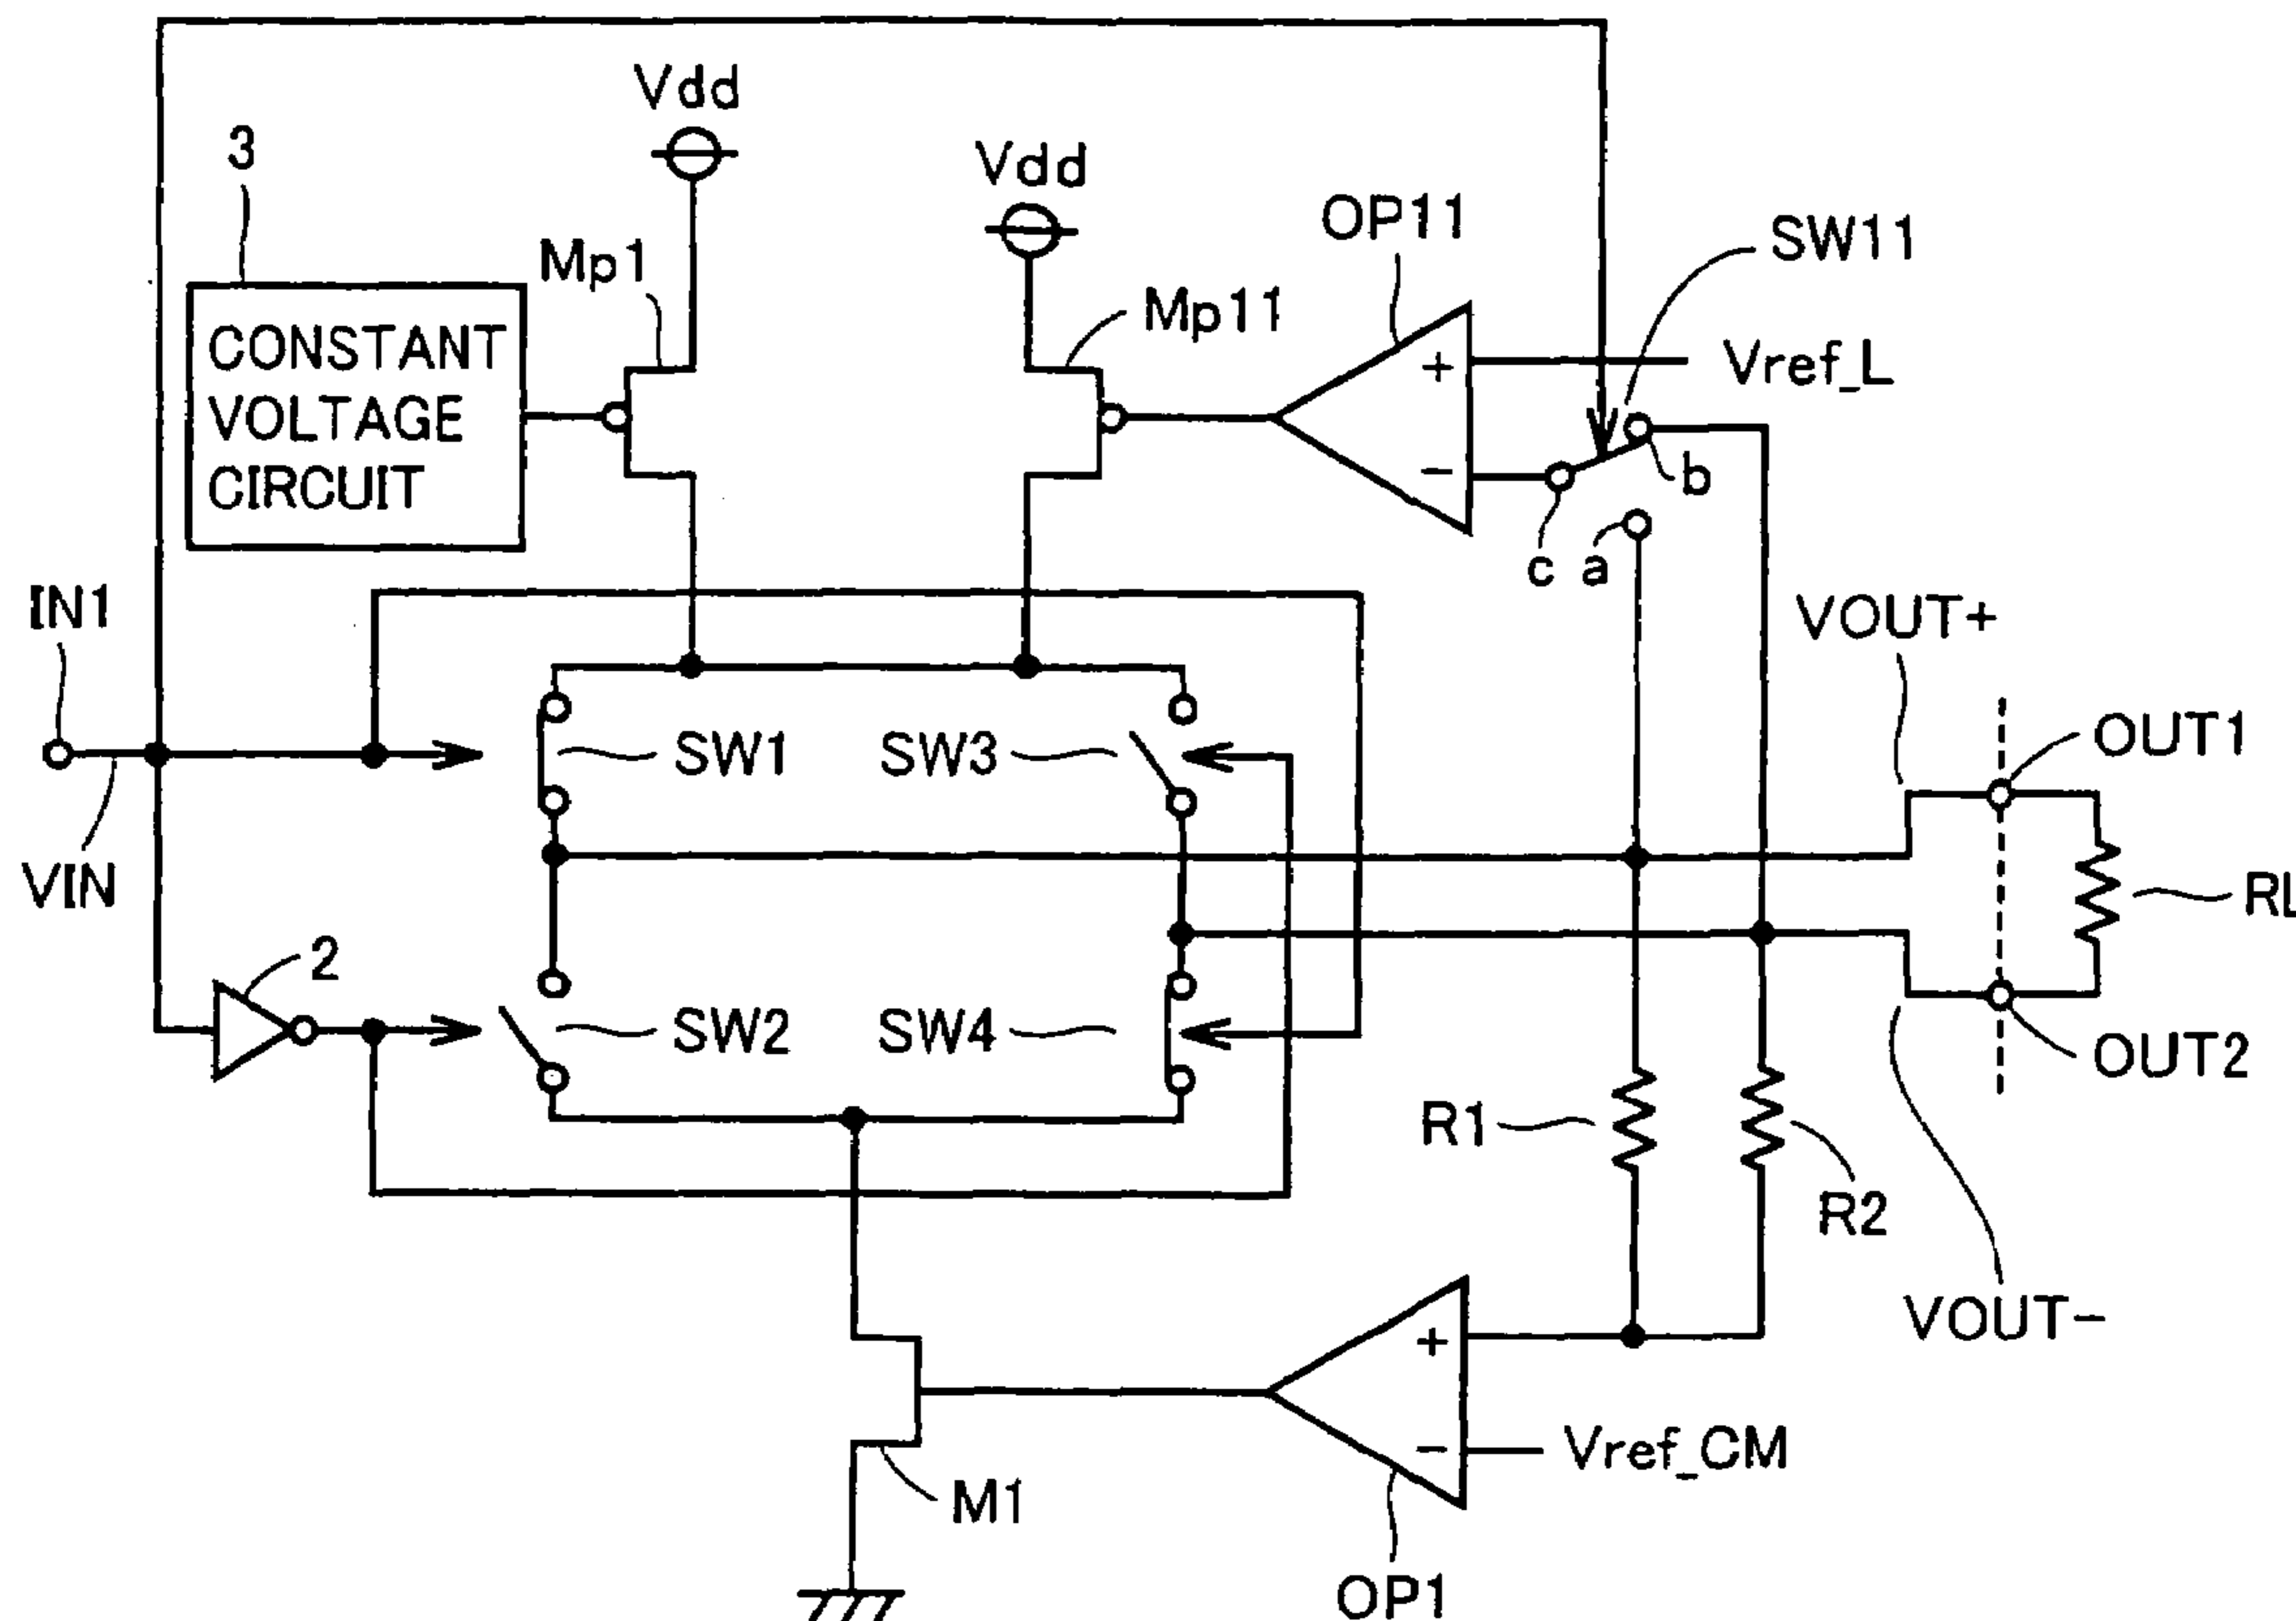 Vdd
3
Vdd
OP11
SW11
Mp1
Mp11
+
Vref_L
CONSTANT
VOLTAGE
CIRCUIT
−
b
c
a
IN1
VOUT+
OUT1
SW1
SW3
VIN
RL
2
SW2
SW4
OUT2
R1
R2
VOUT−
+
−
Vref_CM
M1
OP1